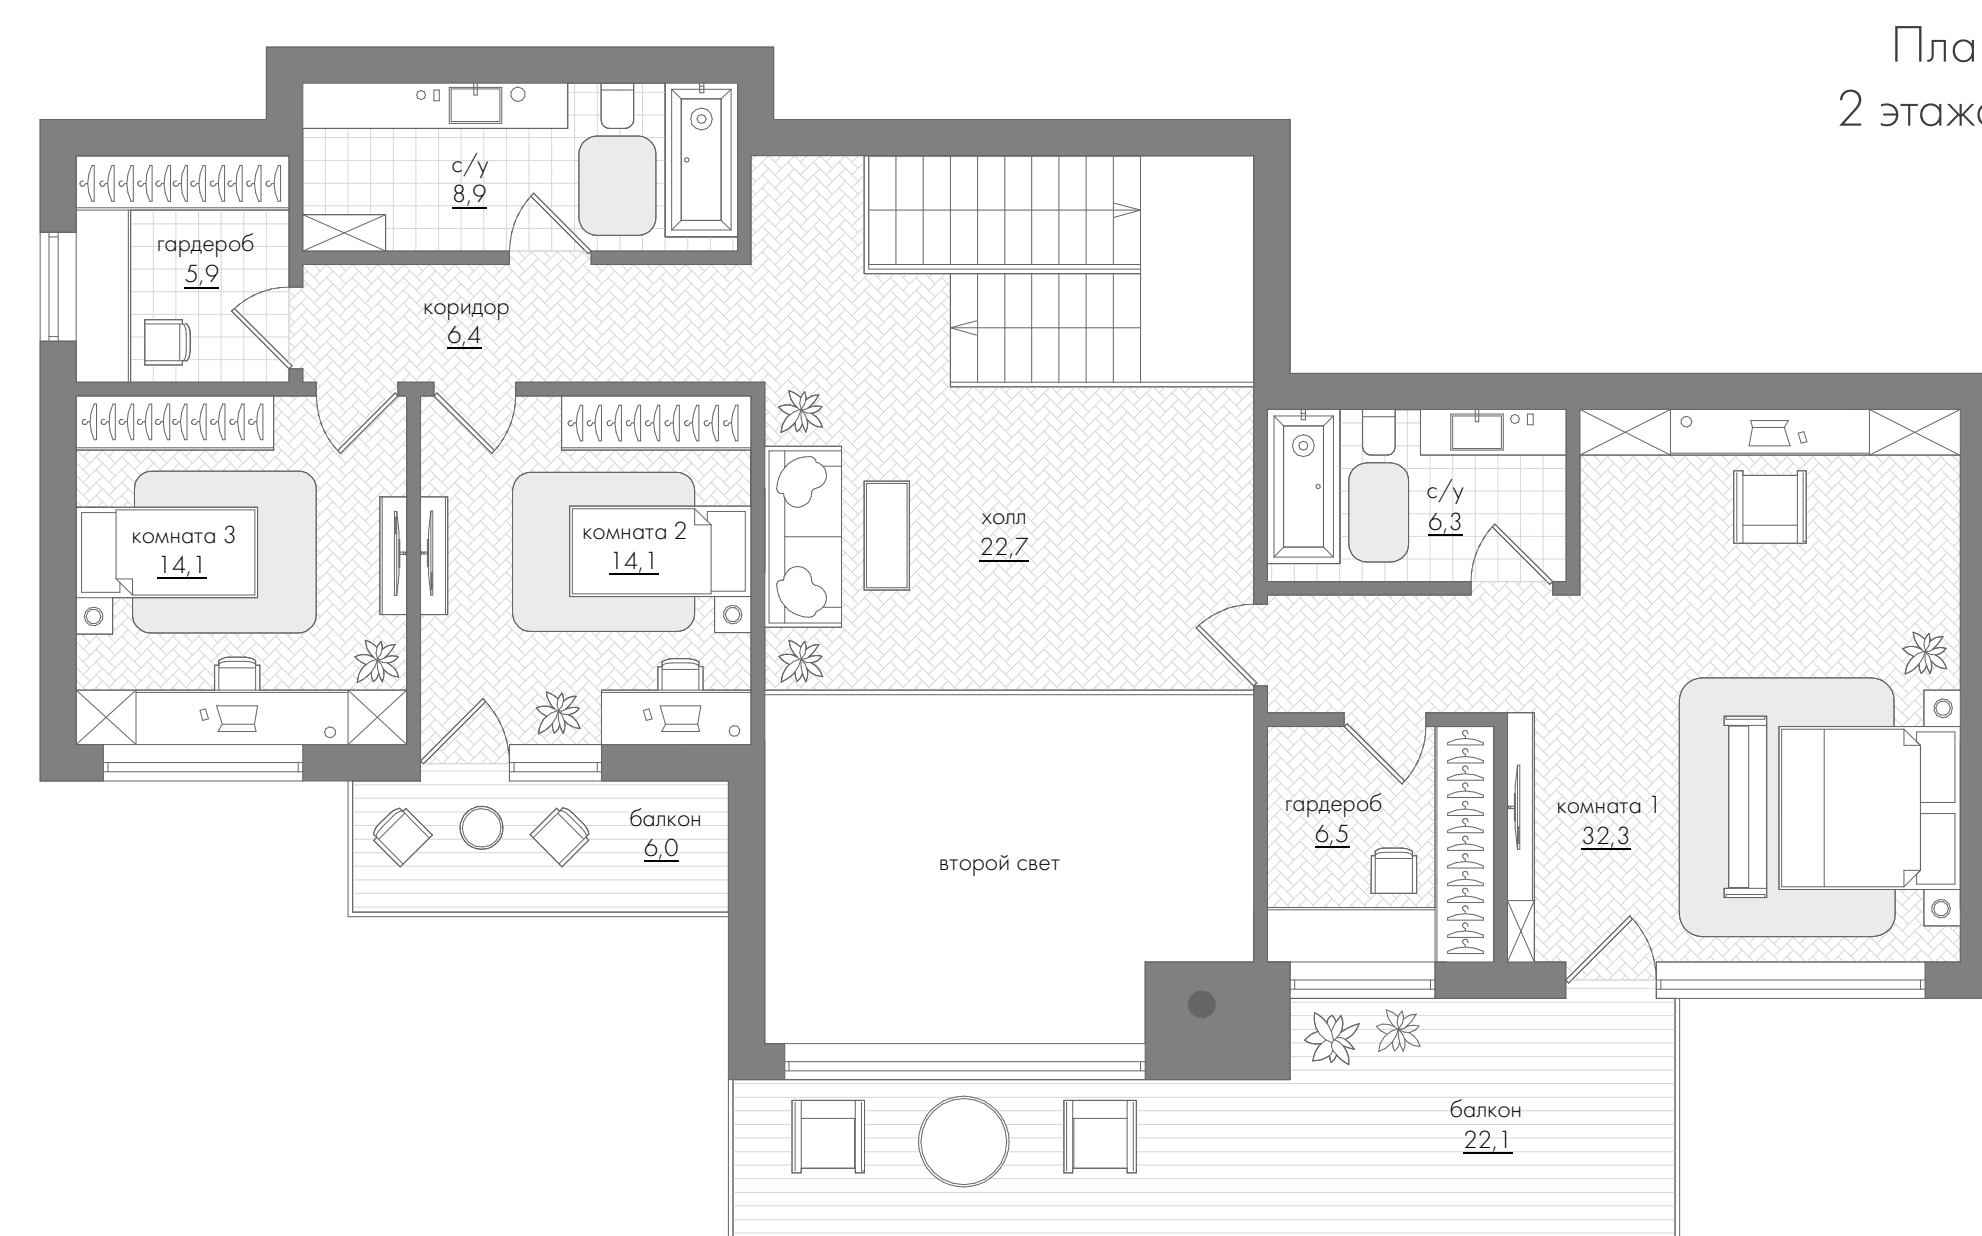 Пла
2 этажа
с/у
8,9
гардероб
5,9
коридор
6,4
комната 3
14,1
комната 2
14,1
холл
22,7
с/у
6,3
гардероб
6,5
комната 1
32,3
балкон
6,0
второй свет
балкон
22,1